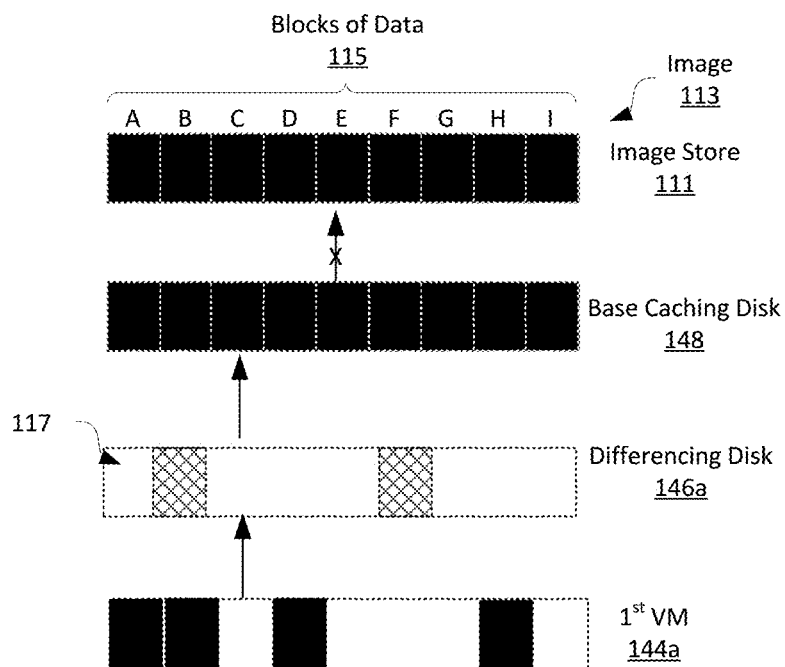 Blocks of Data
115
Image
113
A B C D E F G H I
Image Store
111
X
Base Caching Disk
148
117
Differencing Disk
146a
1st VM
144a